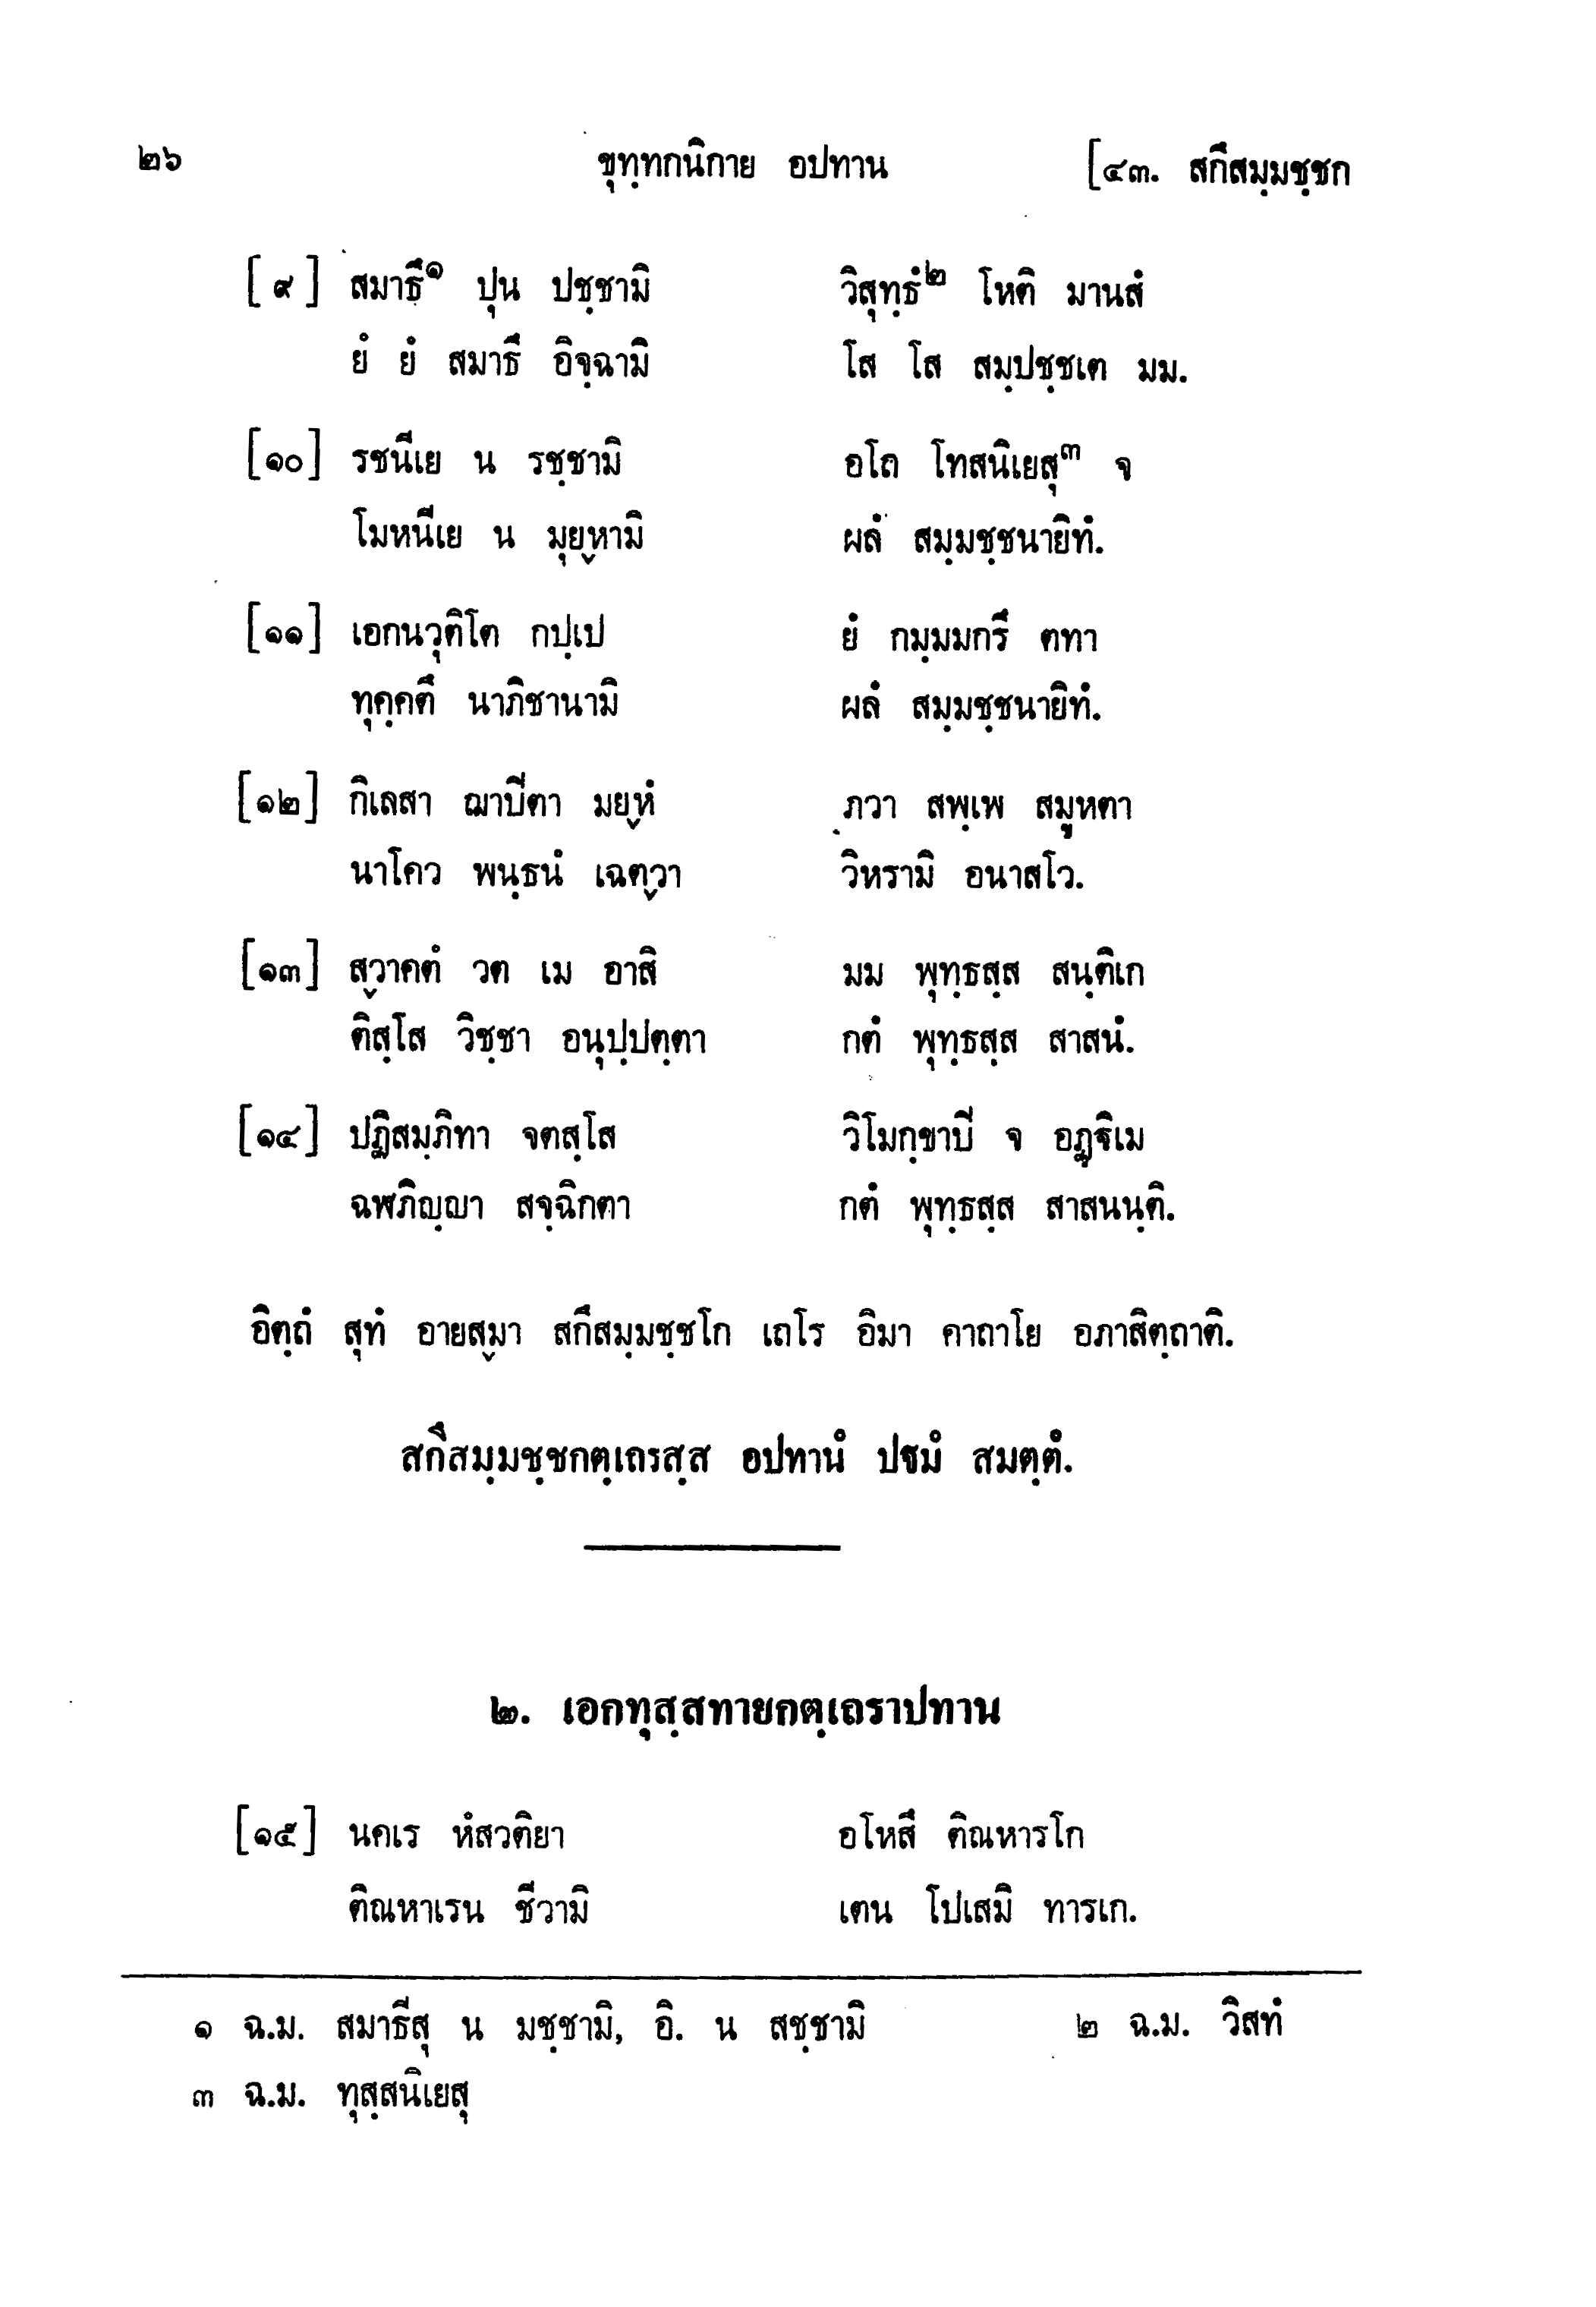 ๒๖ ขุทฺทกนิกาย อปทาน [๔๓. สกึสมฺมชฺชก
[ ๙ ] สมาธึ๑ ปุน ปชฺชามิ วิสุทฺธํ๒ โหติ มานสํ
ยํ ยํ สมาธึ อิจฺฉามิ โส โส สมฺปชฺชเต มม.
[๑๐] รชนีเย น รชฺชามิ อโถ โทสนิเยสุ๓ จ
โมหนีเย น มุยฺหามิ ผลํ สมฺมชฺชนายิทํ.
[๑๑] เอกนวุติโต กปฺเป ยํ กมฺมมกรึ ตทา
ทุคฺคตึ นาภิชานามิ ผลํ สมฺมชฺชนายิทํ.
[๑๒] กิเลสา ฌาปิตา มยฺหํ ภวา สพฺเพ สมูหตา
นาโคว พนฺธนํ เฉตฺวา วิหรามิ อนาสโว.
[๑๓] สฺวาคตํ วต เม อาสิ มม พุทฺธสฺส สนฺติเก
ติสฺโส วิชฺชา อนุปฺปตฺตา กตํ พุทฺธสฺส สาสนํ.
[๑๔] ปฏิสมฺภิทา จตสฺโส วิโมกฺขาปิ จ อฏฺฐิเม
ฉฬภิญฺญา สจฺฉิกตา กตํ พุทฺธสฺส สาสนนฺติ.
อิตฺถํ สุทํ อายสฺมา สกึสมฺมชฺชโก เถโร อิมา คาถาโย อภาสิตฺถาติ.
สกึสมฺมชฺชกตฺเถรสฺส อปทานํ ปฐมํ สมตฺตํ.
๒. เอกทุสฺสทายกตฺเถราปทาน
[๑๕] นคเร หํสวติยา อโหสึ ติณหารโก
ติณหาเรน ชีวามิ เตน โปเสมิ ทารเก.
๑ ฉ.ม. สมาธีสุ น มชฺชามิ, อิ. น สชฺชามิ ๒ ฉ.ม. วิสทํ
๓ ฉ.ม. ทุสฺสนิเยสุ